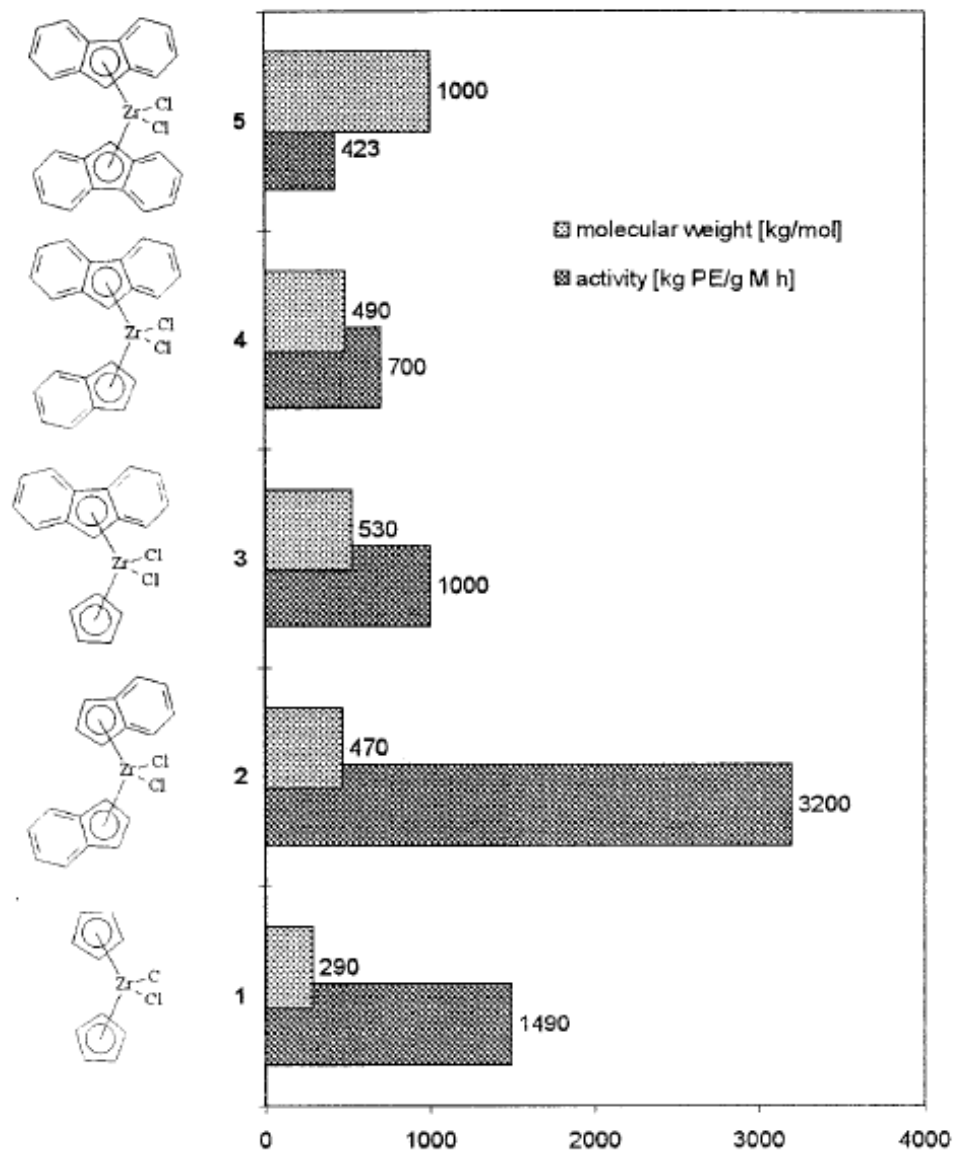 Zr
Cl
Cl
5
1000
423
molecular weight [kg/mol]
activity [kg PE/g M h]
Zr
Cl
Cl
4
490
700
Zr
Cl
Cl
3
530
1000
Zr
Cl
Cl
2
470
3200
Zr
C
Cl
1
290
1490
0 1000 2000 3000 4000